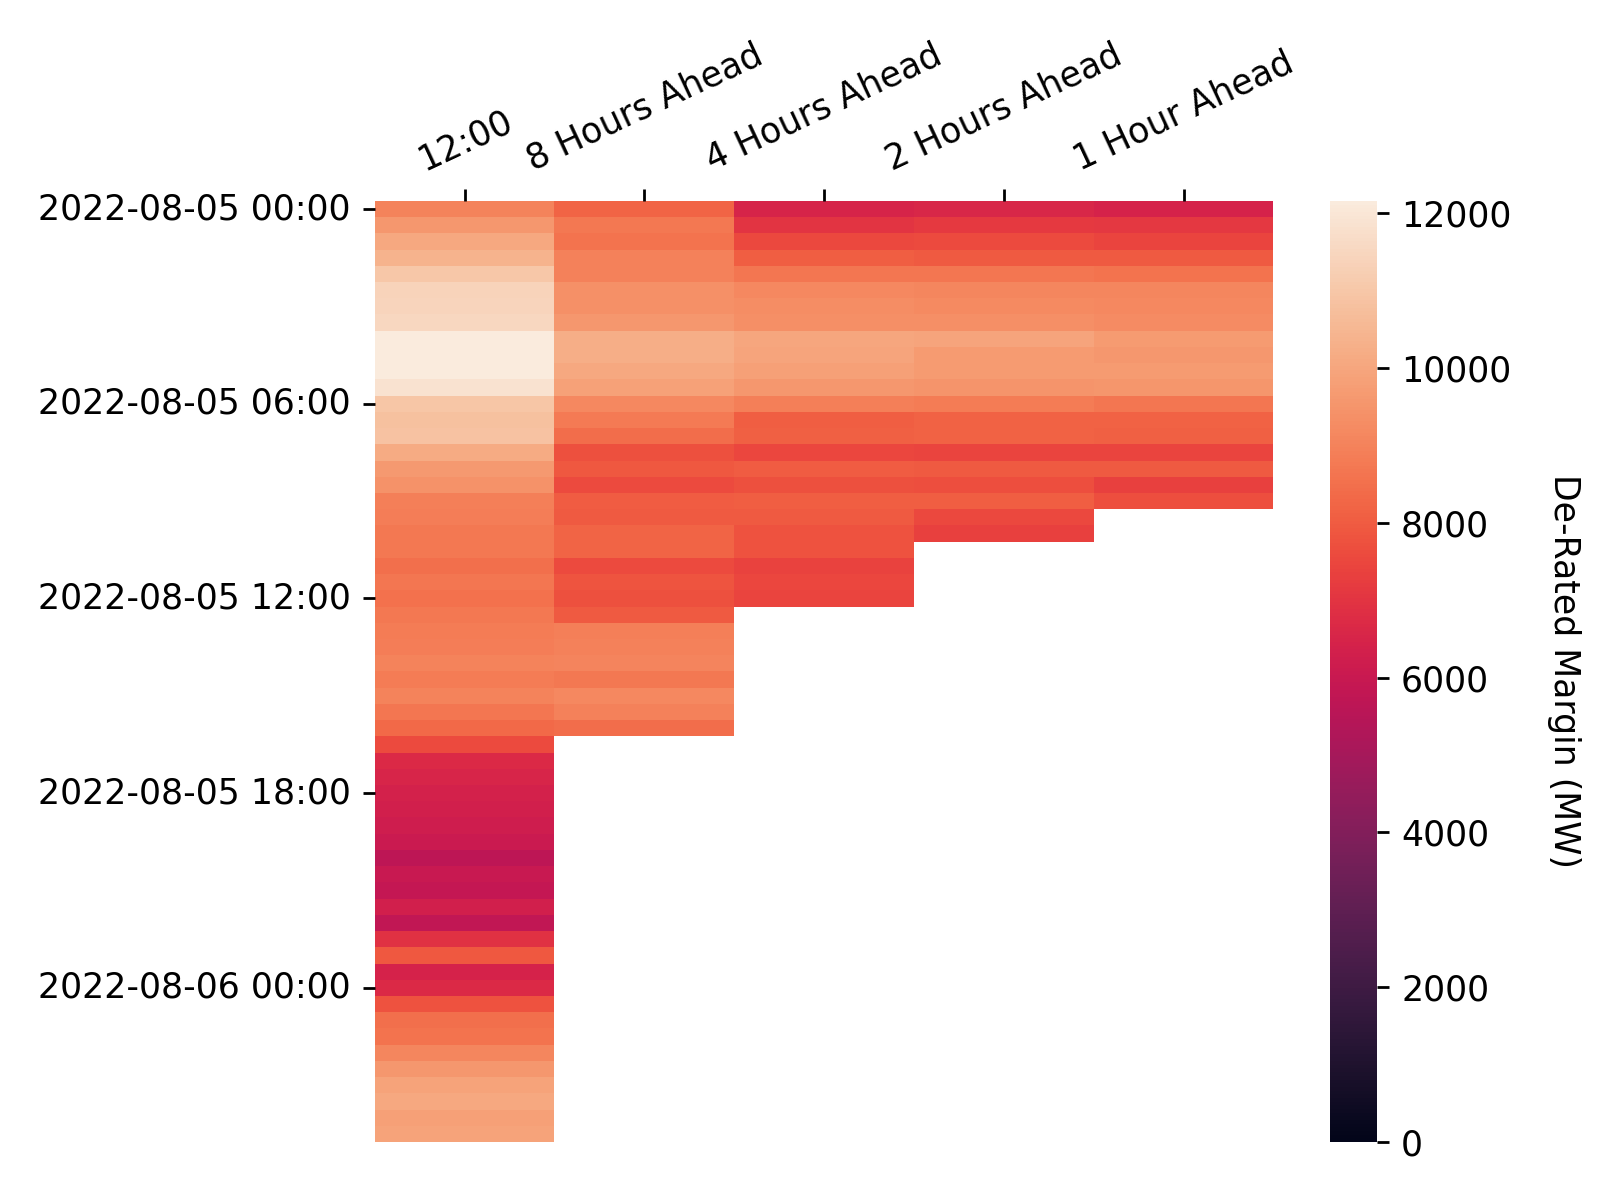 12:00
8 Hours Ahead
4 Hours Ahead
2 Hours Ahead
1 Hour Ahead
2022-08-05 00:00
2022-08-05 06:00
2022-08-05 12:00
2022-08-05 18:00
2022-08-06 00:00
12000
10000
8000
6000
4000
2000
0
De-Rated Margin (MW)